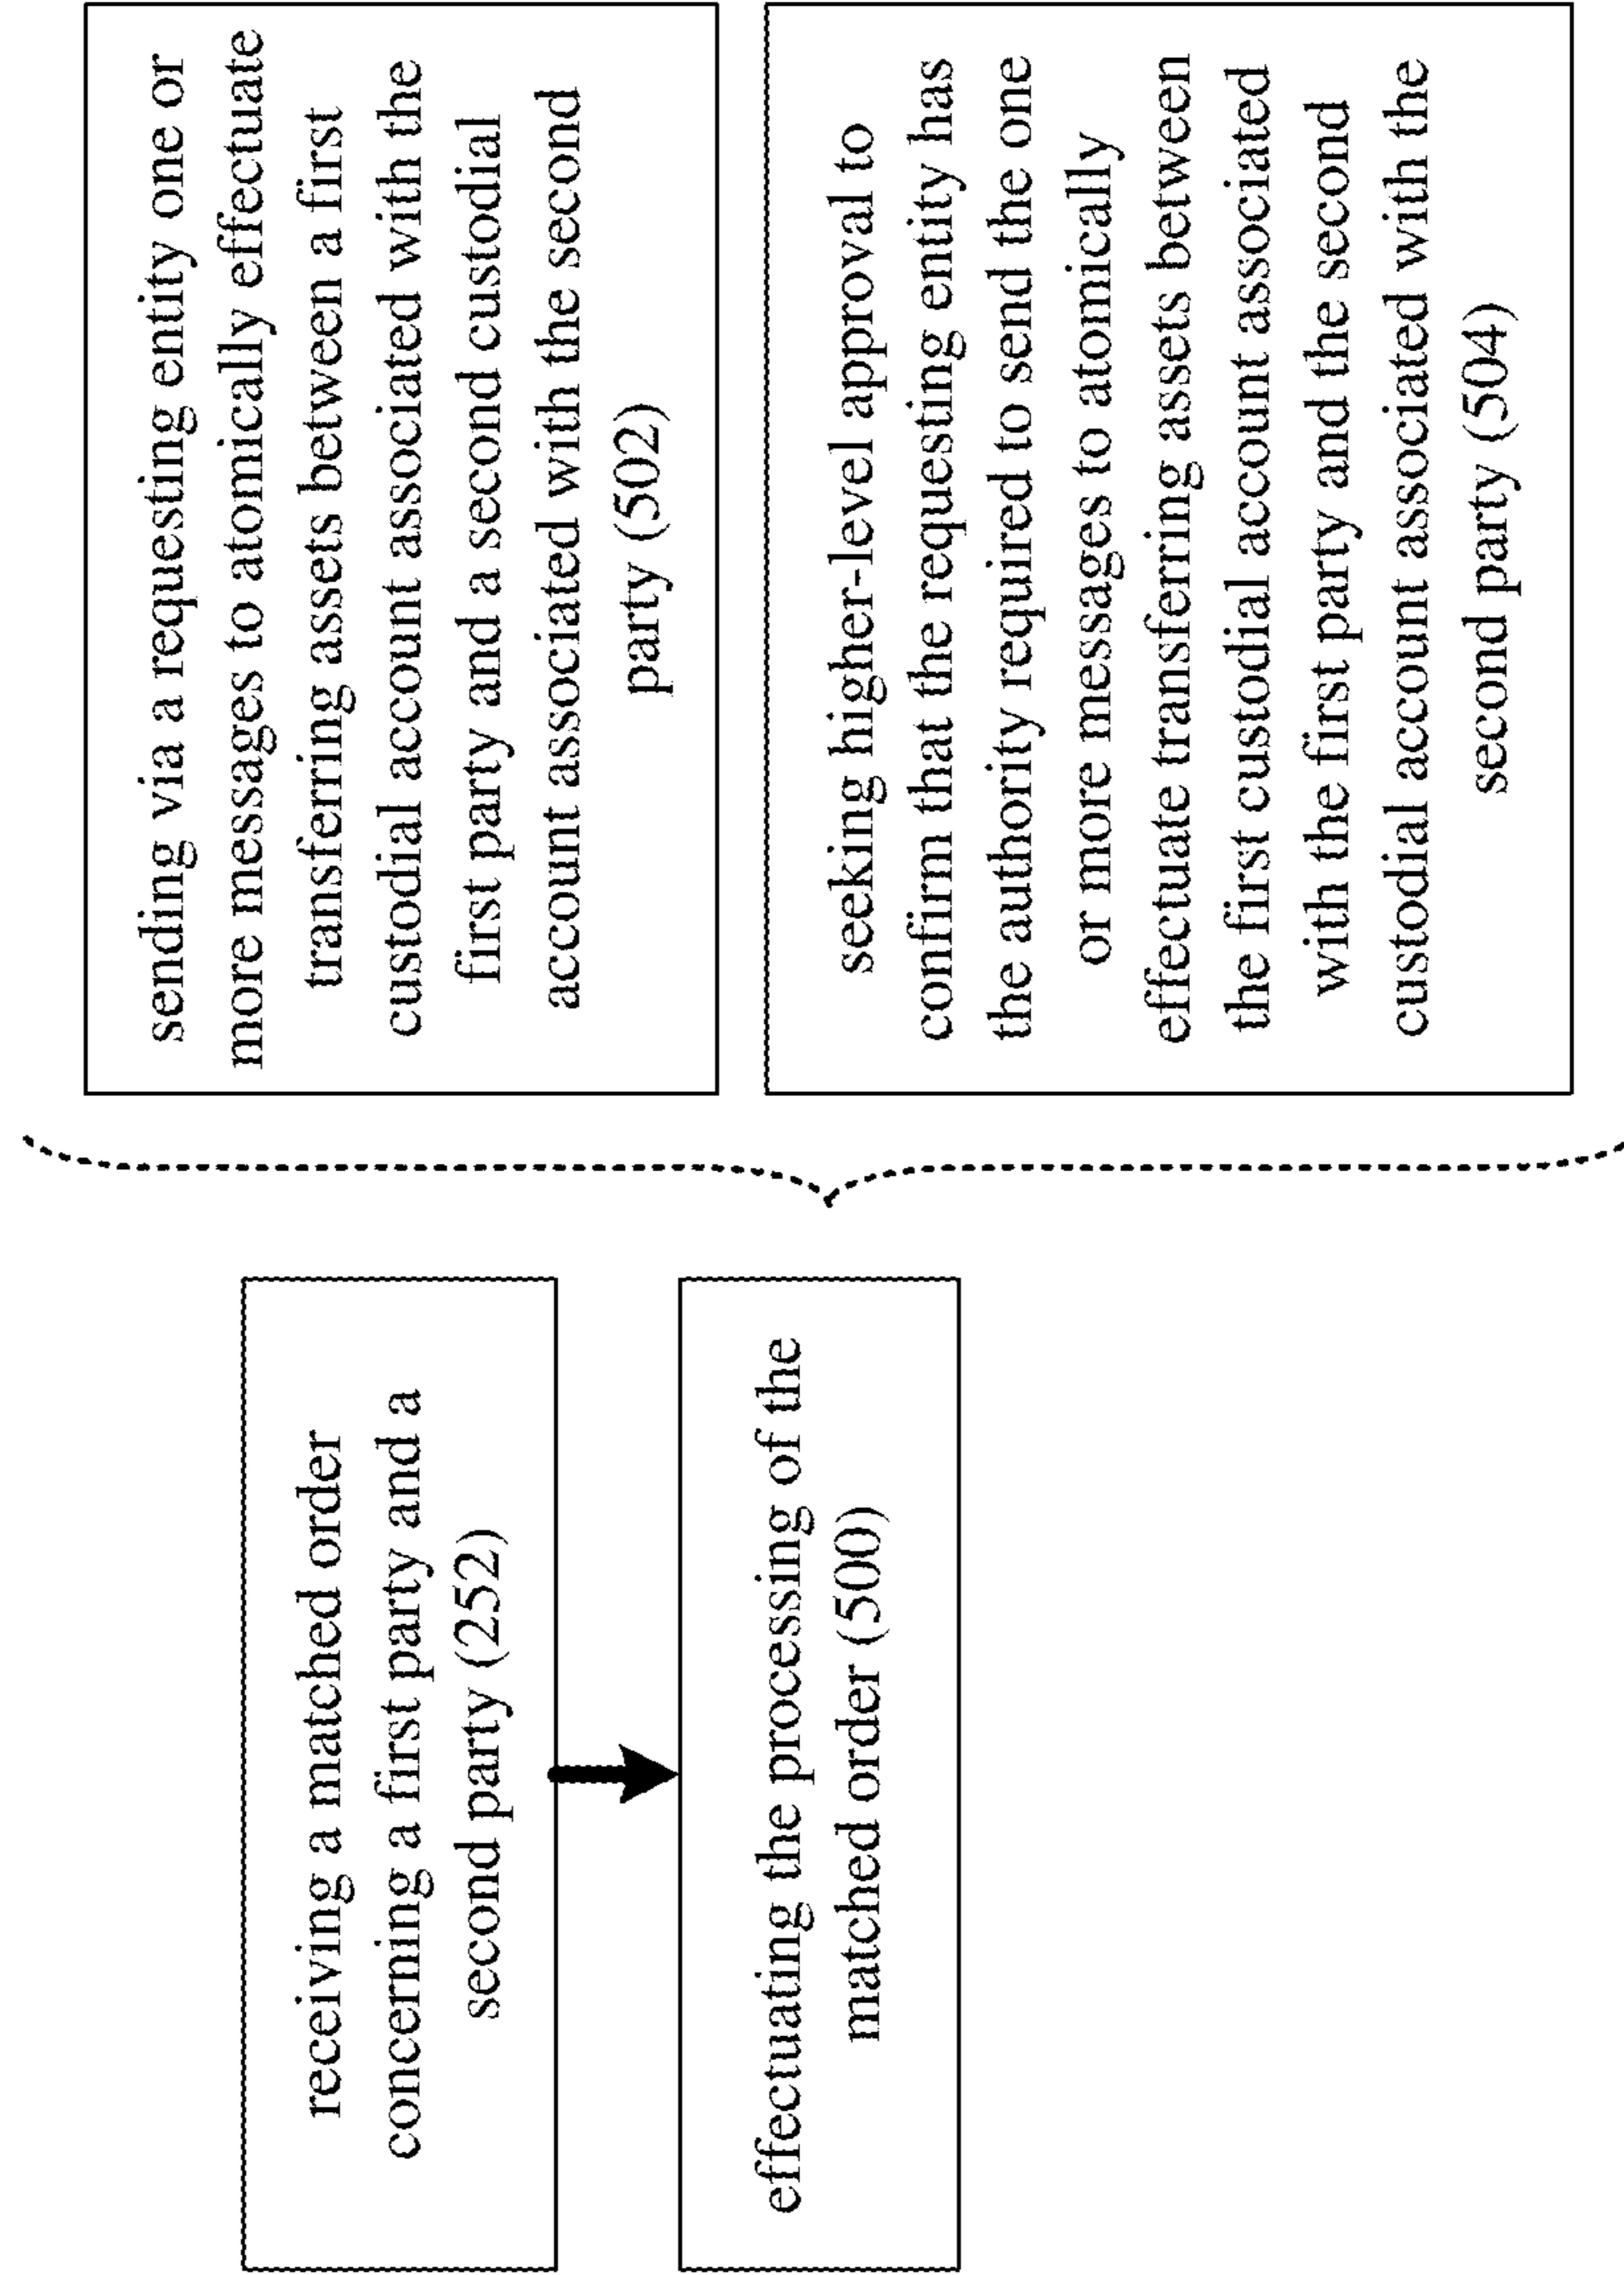 receiving a matched order
concerning a first party and a
second party (252)
effectuating the processing of the
matched order (500)
sending via a requesting entity one or
more messages to atomically effectuate
transferring assets between a first
custodial account associated with the
first party and a second custodial
account associated with the second
party (502)
seeking higher-level approval to
confirm that the requesting entity has
the authority required to send the one
or more messages to atomically
effectuate transferring assets between
the first custodial account associated
with the first party and the second
custodial account associated with the
second party (504)